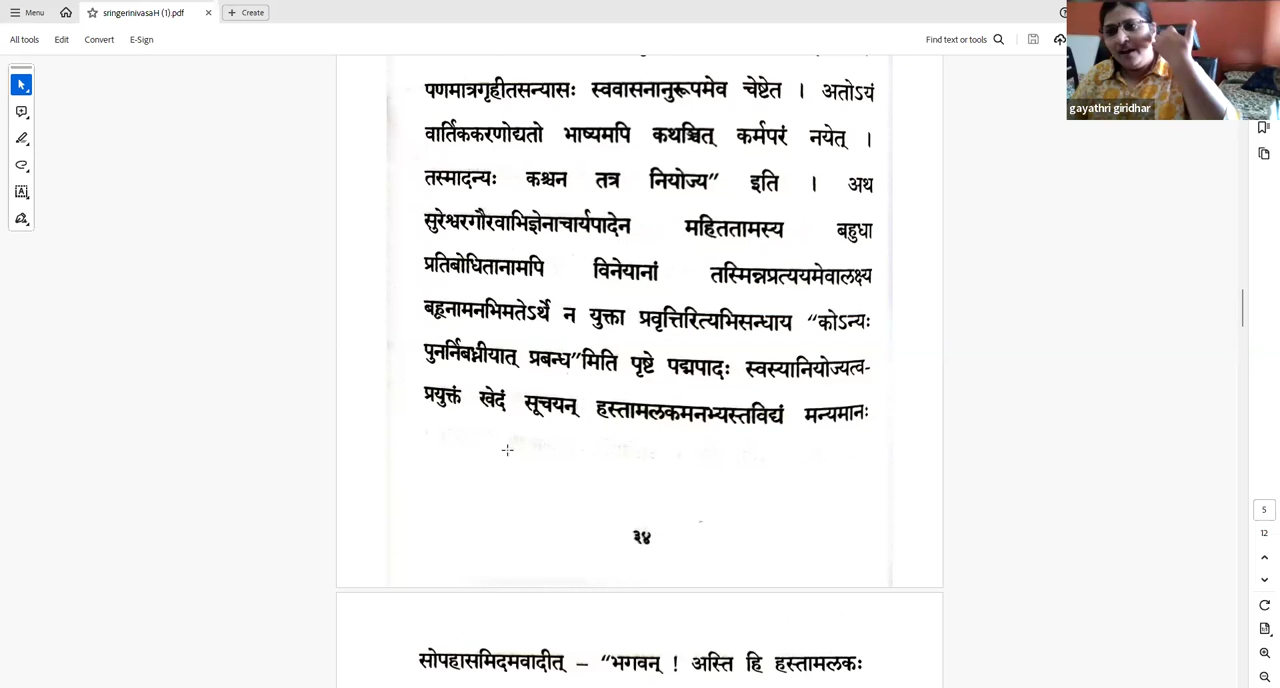 Menu
sringerinivasaH (1).pdf
Create
All tools
Edit
Convert
E-Sign
Find text or tools
gayathri giridhar
पणमात्रगृहीतसन्यासः स्ववासनानुरूपमेव चेष्टेत । अतोऽयं
वार्तिककरणोद्यतो भाष्यमपि कथञ्चित् कर्मपरं नयेत् ।
तस्मादन्यः कश्चन तत्र नियोज्य” इति । अथ
सुरेश्वरगौरवाभिज्ञेनाचार्यपादेन महिततामस्य बहुधा
प्रतिबोधितानामपि विनेयानां तस्मिन्नप्रत्ययमेवालक्ष्य
बहूनामनभिमतेऽर्थे न युक्ता प्रवृत्तिरित्यभिसन्धाय “कोऽन्यः
पुनर्निबध्नीयात् प्रबन्ध”मिति पृष्टे पद्मपादः स्वस्यानियोज्यत्व-
प्रयुक्तं खेदं सूचयन् हस्तामलकमनभ्यस्तविद्यं मन्यमानः
३४
सोपहासमिदमवादीत् – “भगवन् ! अस्ति हि हस्तामलकः
5
12